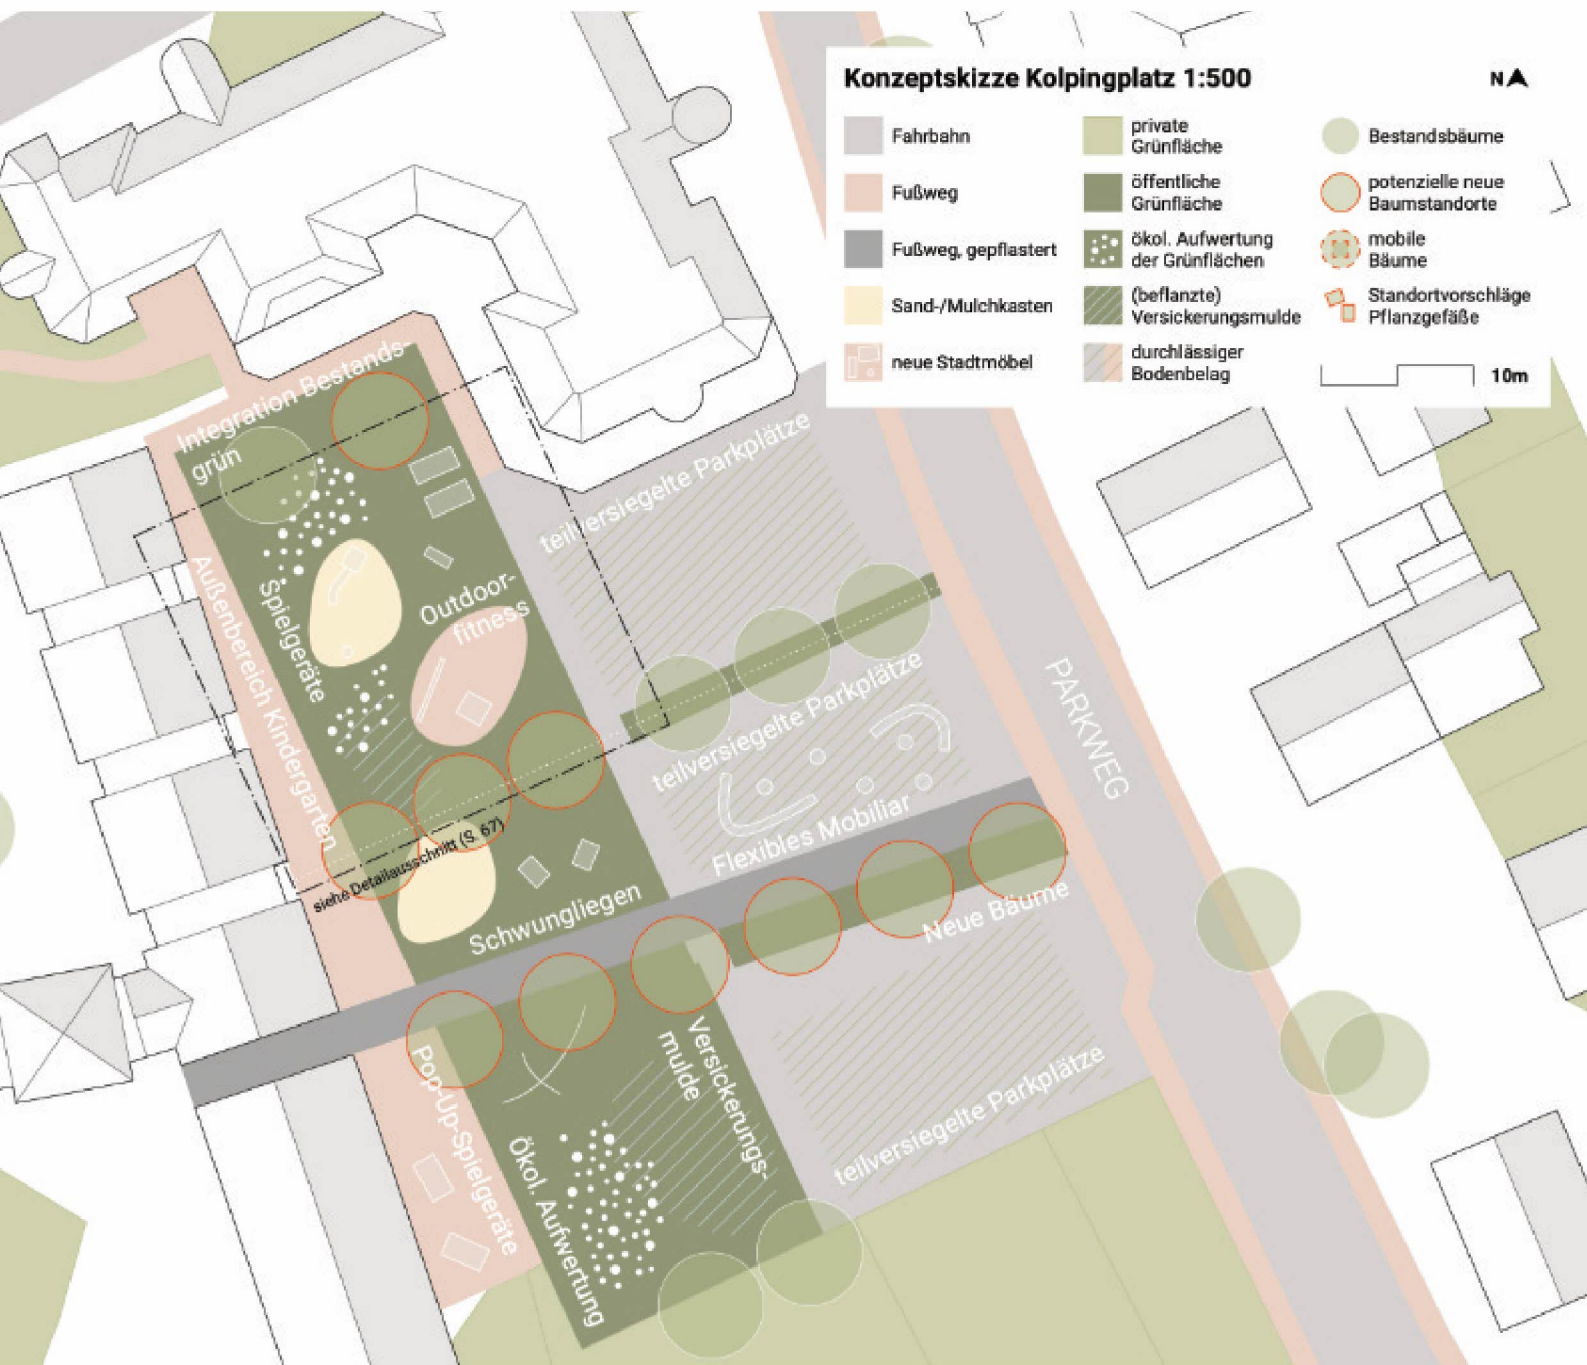 Konzeptskizze Kolpingplatz 1:500
N
Fahrbahn
Fußweg
Fußweg, gepflastert
Sand-/Mulchkasten
neue Stadtmöbel
private
Grünfläche
öffentliche
Grünfläche
ökol. Aufwertung
der Grünflächen
(beflanzte)
Versickerungsmulde
durchlässiger
Bodenbelag
Bestandsbäume
potenzielle neue
Baumstandorte
mobile
Bäume
Standortvorschläge
Pflanzgefäße
10m
Integration Bestands-
grün
teilversiegelte Parkplätze
Außenbereich Kindergarten
Spielgeräte
Outdoor-
fitness
teilversiegelte Parkplätze
PARKWEG
Flexibles Mobiliar
siehe Detailausschnitt (S. 67)
Schwungliegen
Neue Bäume
Versickerungs-
mulde
Pop-Up-Spielgeräte
Ökol. Aufwertung
teilversiegelte Parkplätze